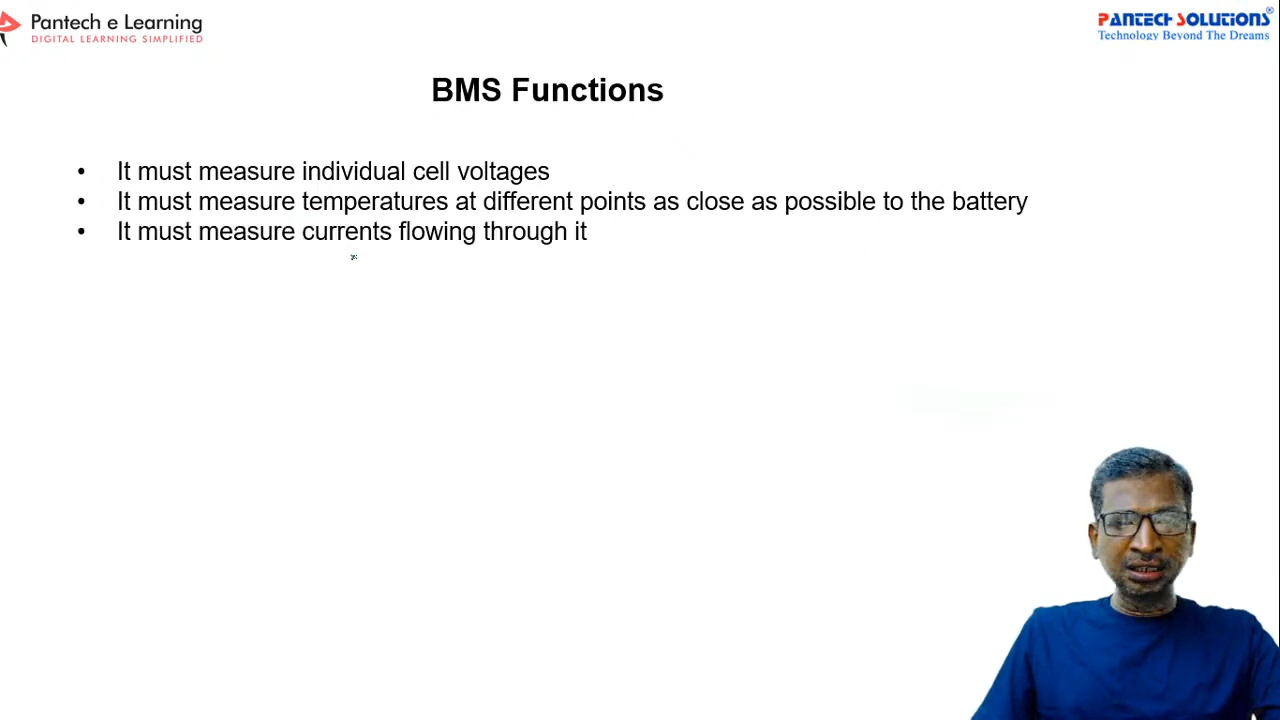 Pantech e Learning
DIGITAL LEARNING SIMPLIFIED
PANTECH SOLUTIONS®
Technology Beyond The Dreams
BMS Functions
• It must measure individual cell voltages
• It must measure temperatures at different points as close as possible to the battery
• It must measure currents flowing through it